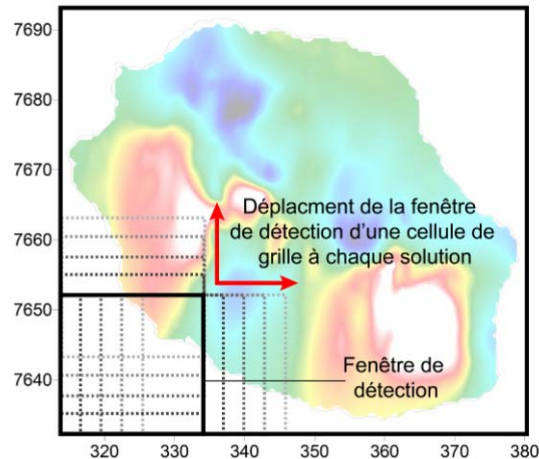 7690
7680
7670
7660
7650
7640
320
330
340
350
360
370
380
Déplacment de la fenêtre
de détection d'une cellule de
grille à chaque solution
Fenêtre de
détection